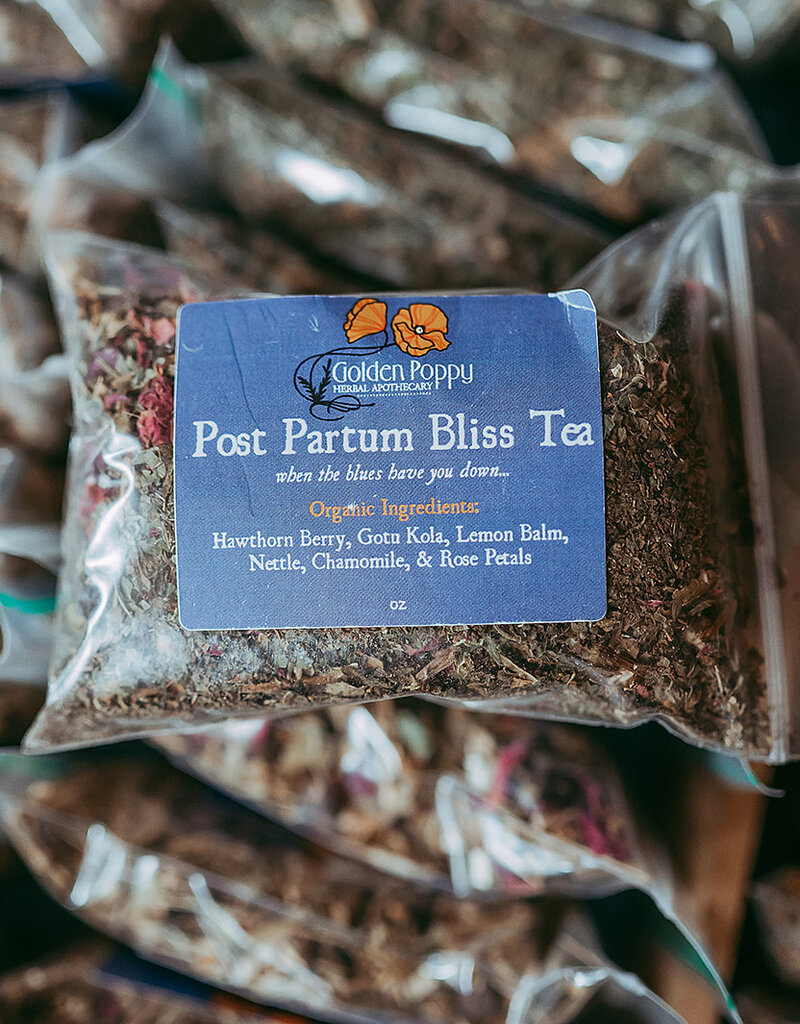 Golden Poppy
HERBAL APOTHECARY
Post Partum Bliss Tea
when the blues have you down...
Organic Ingredients:
Hawthorn Berry, Gotu Kola, Lemon Balm,
Nettle, Chamomile, & Rose Petals
oz